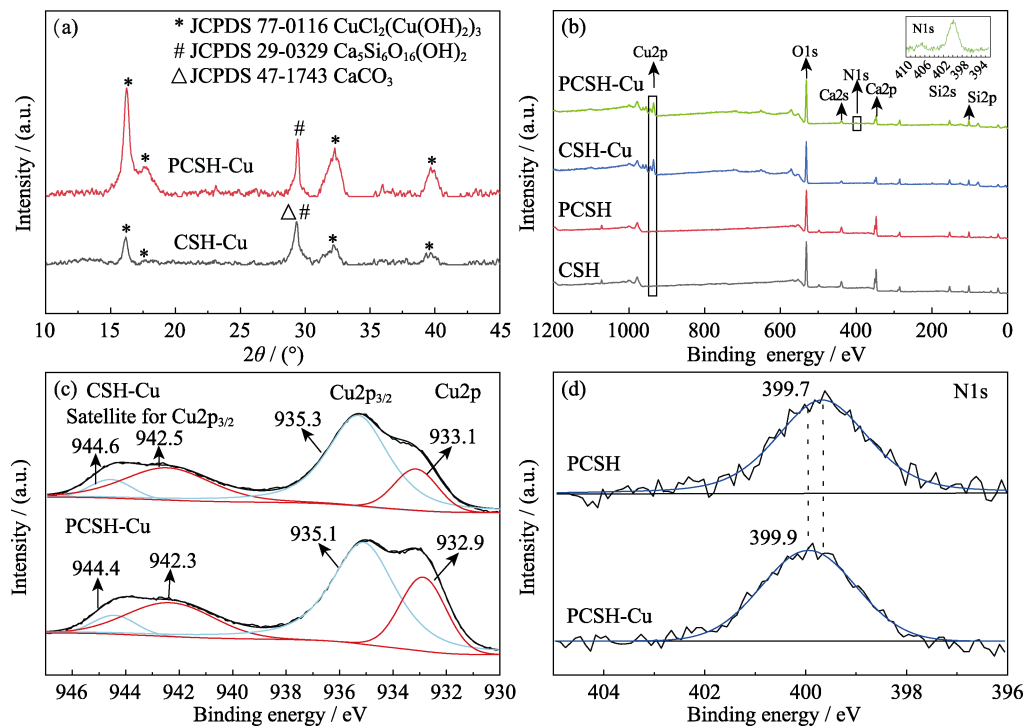 (a)
* JCPDS 77-0116 CuCl₂(Cu(OH)₂)₃
# JCPDS 29-0329 Ca₅Si₆O₁₆(OH)₂
△ JCPDS 47-1743 CaCO₃
*
*
#
*
*
PCSH-Cu
△ #
*
*
*
*
CSH-Cu
Intensity / (a.u.)
10 15 20 25 30 35 40 45
2θ / (°)
(b)
N1s
410 406 402 398 394
Cu2p
O1s
N1s
Ca2s
Ca2p
Si2s
Si2p
PCSH-Cu
CSH-Cu
PCSH
CSH
Intensity / (a.u.)
1200 1000 800 600 400 200 0
Binding energy / eV
(c)
CSH-Cu
Cu2p₃/₂
Cu2p
Satellite for Cu2p₃/₂
944.6
942.5
935.3
933.1
PCSH-Cu
944.4
942.3
935.1
932.9
Intensity / (a.u.)
946 944 942 940 938 936 934 932 930
Binding energy / eV
(d)
N1s
399.7
PCSH
399.9
PCSH-Cu
Intensity / (a.u.)
404 402 400 398 396
Binding energy / eV